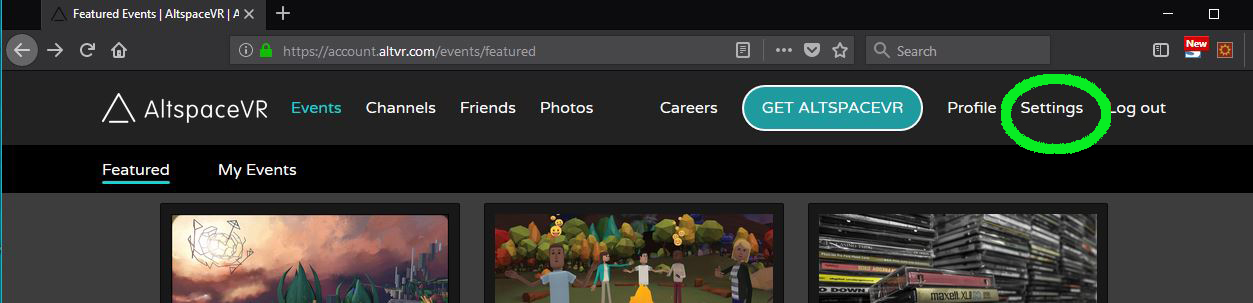 Featured Events | AltspaceVR | A
https://account.altvr.com/events/featured
Search
New
AltspaceVR
Events
Channels
Friends
Photos
Careers
GET ALTSPACEVR
Profile
Settings
Log out
Featured
My Events
maxell XLII